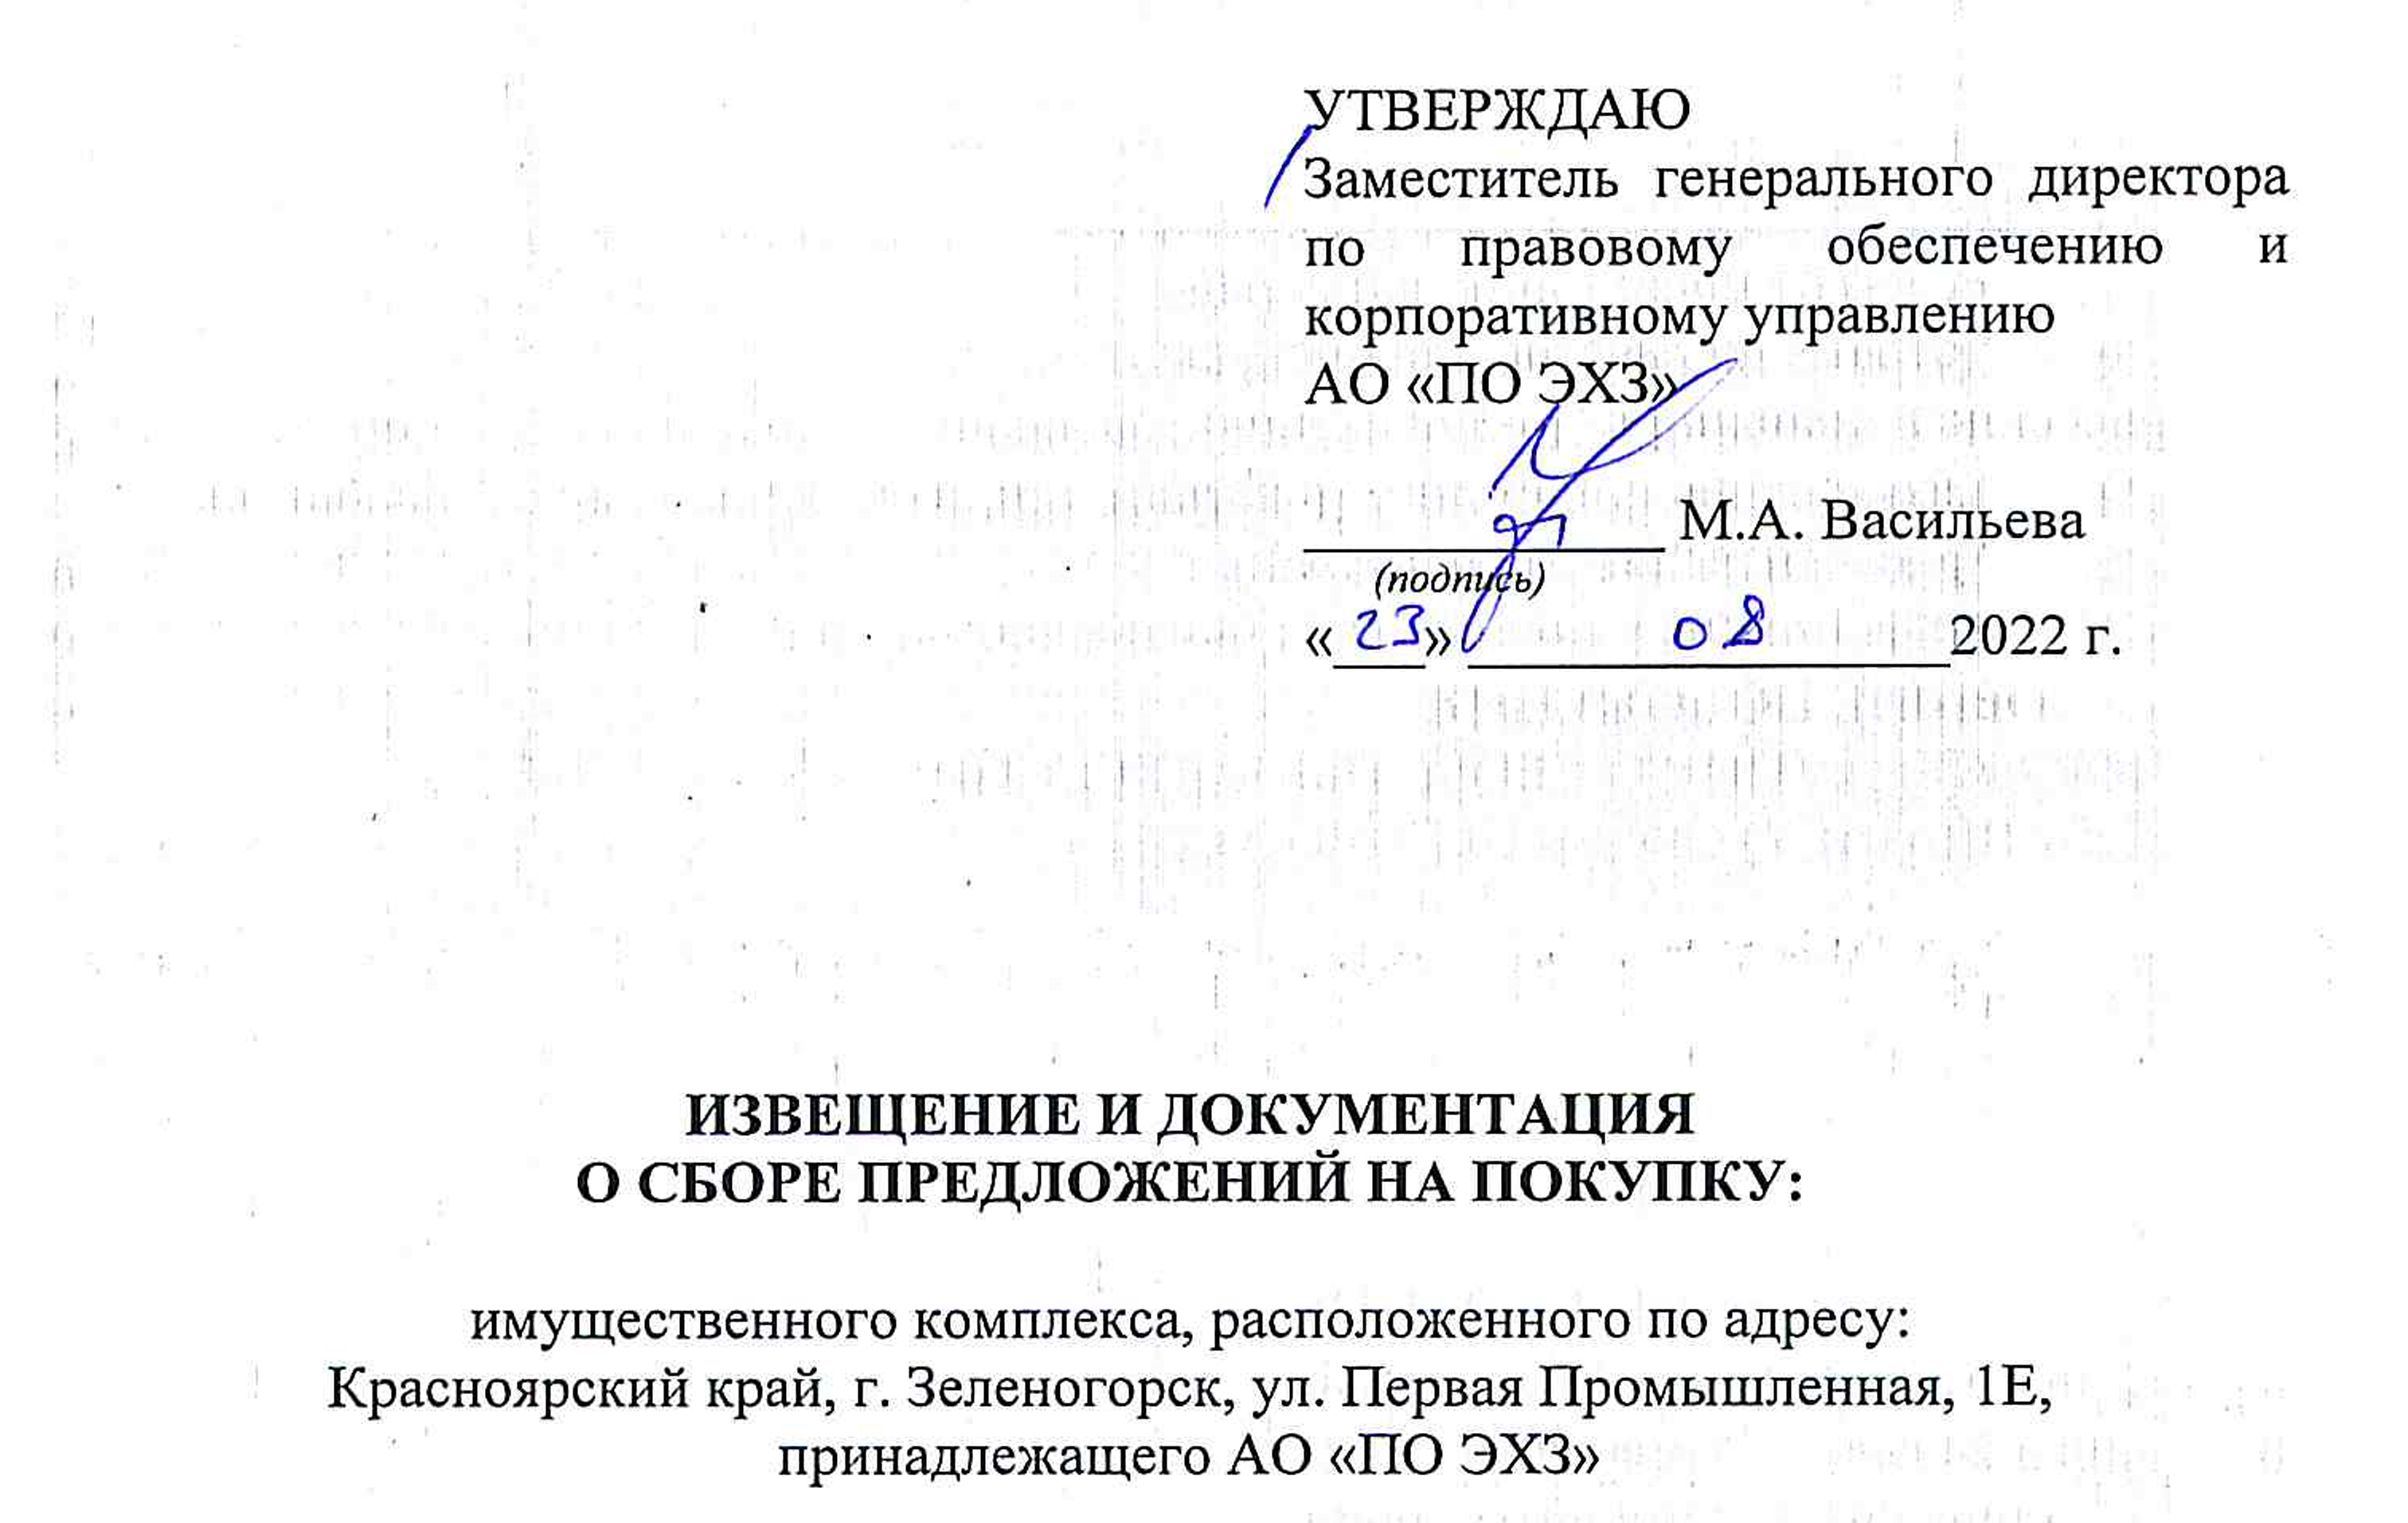 УТВЕРЖДАЮ
Заместитель генерального директора
по правовому обеспечению и
корпоративному управлению
АО «ПО ЭХЗ»
М.А. Васильева
(подпись)
«23» 08 2022 г.
ИЗВЕЩЕНИЕ И ДОКУМЕНТАЦИЯ
О СБОРЕ ПРЕДЛОЖЕНИЙ НА ПОКУПКУ:
имущественного комплекса, расположенного по адресу:
Красноярский край, г. Зеленогорск, ул. Первая Промышленная, 1Е,
принадлежащего АО «ПО ЭХЗ»